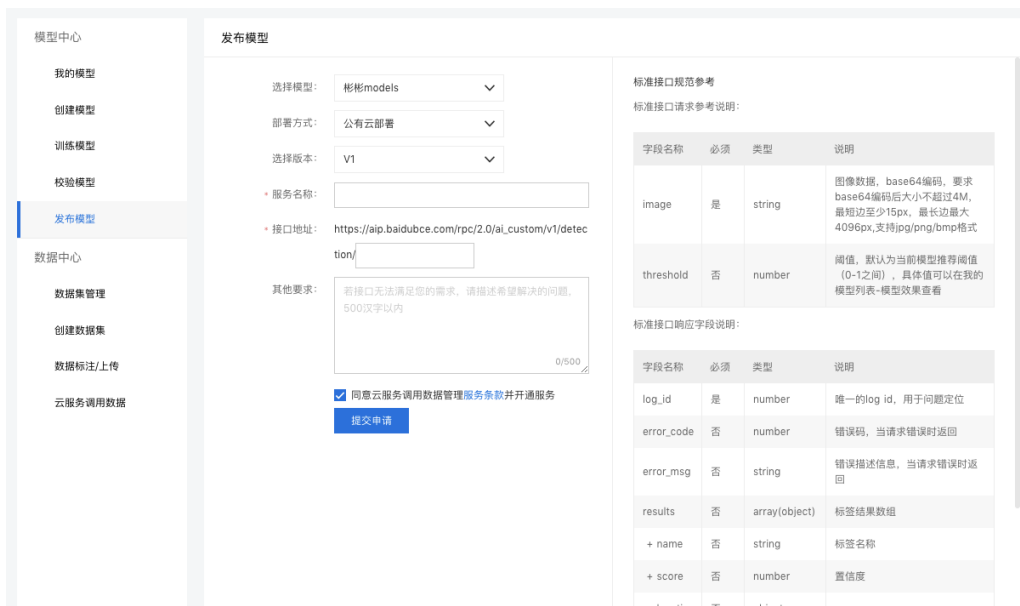 模型中心
我的模型
创建模型
训练模型
校验模型
发布模型
数据中心
数据集管理
创建数据集
数据标注/上传
云服务调用数据
发布模型
选择模型： 彬彬models
部署方式： 公有云部署
选择版本： V1
* 服务名称：
* 接口地址： https://aip.baidubce.com/rpc/2.0/ai_custom/v1/detec
tion/
其他要求： 若接口无法满足您的需求，请描述希望解决的问题，
500汉字以内
0/500
同意云服务调用数据管理服务条款并开通服务
提交申请
标准接口规范参考
标准接口请求参考说明：
字段名称 必须 类型 说明
image 是 string 图像数据，base64编码，要求
base64编码后大小不超过4M，
最短边至少15px，最长边最大
4096px,支持jpg/png/bmp格式
threshold 否 number 阈值，默认为当前模型推荐阈值
（0-1之间），具体值可以在我的
模型列表-模型效果查看
标准接口响应字段说明：
字段名称 必须 类型 说明
log_id 是 number 唯一的log id，用于问题定位
error_code 否 number 错误码，当请求错误时返回
error_msg 否 string 错误描述信息，当请求错误时返
回
results 否 array(object) 标签结果数组
+ name 否 string 标签名称
+ score 否 number 置信度